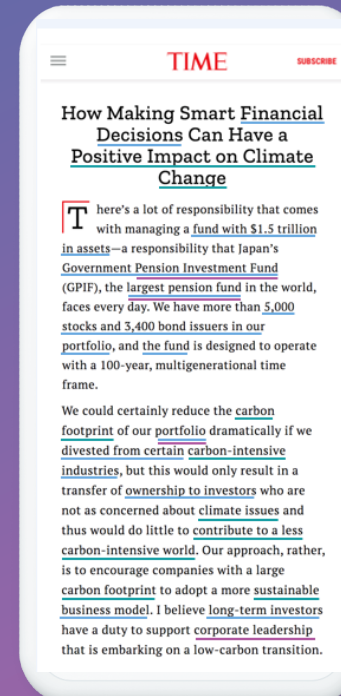 TIME
SUBSCRIBE
How Making Smart Financial
Decisions Can Have a
Positive Impact on Climate
Change
There's a lot of responsibility that comes
with managing a fund with $1.5 trillion
in assets—a responsibility that Japan's
Government Pension Investment Fund
(GPIF), the largest pension fund in the world,
faces every day. We have more than 5,000
stocks and 3,400 bond issuers in our
portfolio, and the fund is designed to operate
with a 100-year, multigenerational time
frame.
We could certainly reduce the carbon
footprint of our portfolio dramatically if we
divested from certain carbon-intensive
industries, but this would only result in a
transfer of ownership to investors who are
not as concerned about climate issues and
thus would do little to contribute to a less
carbon-intensive world. Our approach, rather,
is to encourage companies with a large
carbon footprint to adopt a more sustainable
business model. I believe long-term investors
have a duty to support corporate leadership
that is embarking on a low-carbon transition.